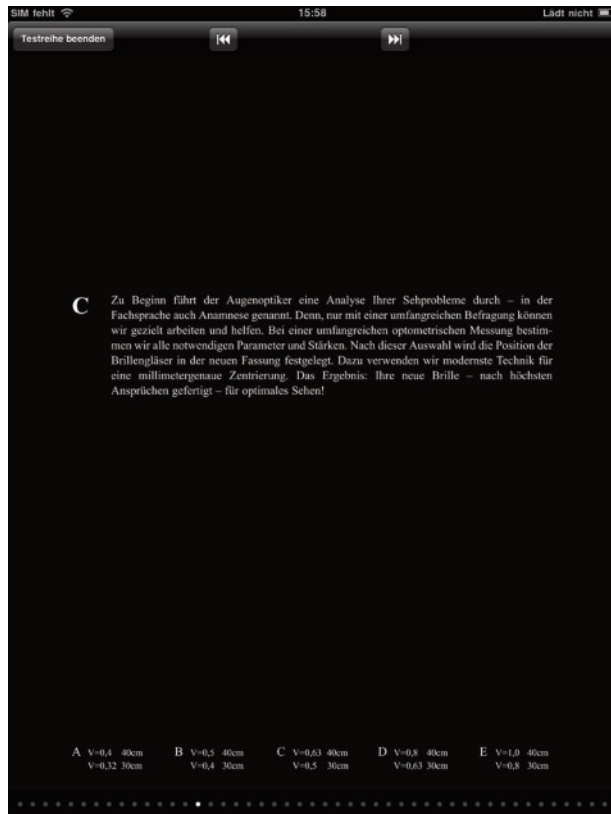 SIM fehlt 15:58 Lädt nicht
Testreihe beenden
C
Zu Beginn führt der Augenoptiker eine Analyse Ihrer Sehprobleme durch – in der
Fachsprache auch Anamnese genannt. Denn, nur mit einer umfangreichen Befragung können
wir gezielt arbeiten und helfen. Bei einer umfangreichen optometrischen Messung bestim-
men wir alle notwendigen Parameter und Stärken. Nach dieser Auswahl wird die Position der
Brillengläser in der neuen Fassung festgelegt. Dazu verwenden wir modernste Technik für
eine millimetergenaue Zentrierung. Das Ergebnis: Ihre neue Brille – nach höchsten
Ansprüchen gefertigt – für optimales Sehen!
A V=0,4 40cm B V=0,5 40cm C V=0,63 40cm D V=0,8 40cm E V=1,0 40cm
V=0,32 30cm V=0,4 30cm V=0,5 30cm V=0,63 30cm V=0,8 30cm